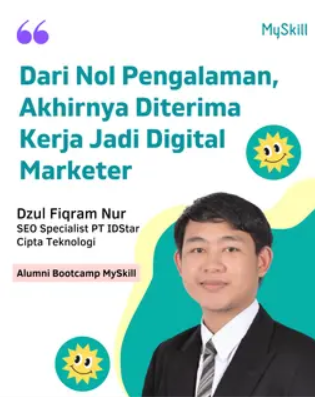 MySkill
Dari Nol Pengalaman,
Akhirnya Diterima
Kerja Jadi Digital
Marketer
Dzul Fiqram Nur
SEO Specialist PT IDStar
Cipta Teknologi
Alumni Bootcamp MySkill